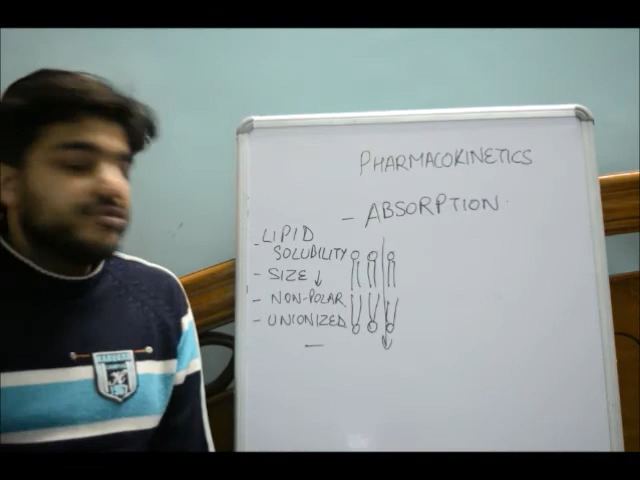 PHARMACOKINETICS
- ABSORPTION
- LIPID
SOLUBILITY
- SIZE ↓
- NON-POLAR
- UNIONIZED
-